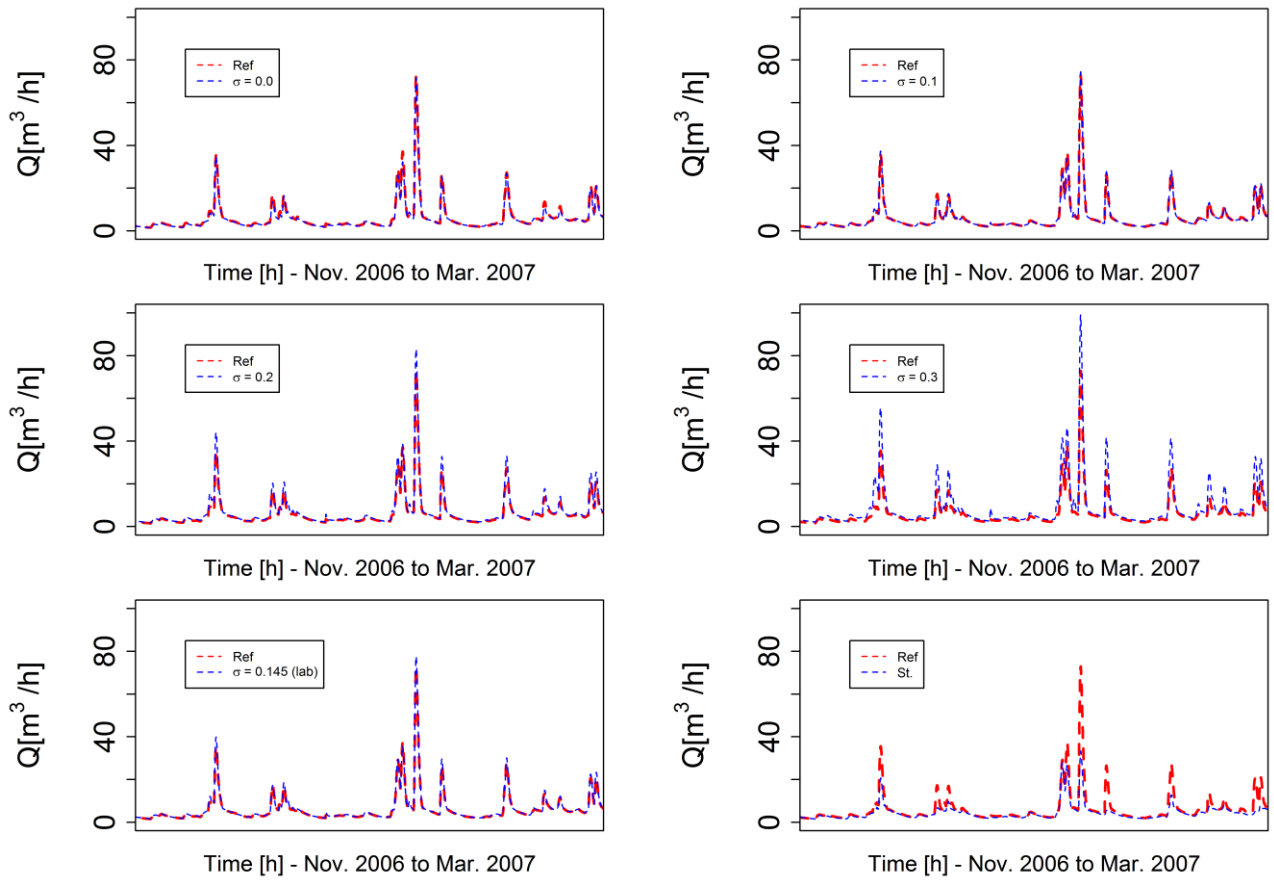 Q[m³ /h]
80
40
0
Ref
σ = 0.0
Time [h] - Nov. 2006 to Mar. 2007
Q[m³ /h]
80
40
0
Ref
σ = 0.1
Time [h] - Nov. 2006 to Mar. 2007
Q[m³ /h]
80
40
0
Ref
σ = 0.2
Time [h] - Nov. 2006 to Mar. 2007
Q[m³ /h]
80
40
0
Ref
σ = 0.3
Time [h] - Nov. 2006 to Mar. 2007
Q[m³ /h]
80
40
0
Ref
σ = 0.145 (lab)
Time [h] - Nov. 2006 to Mar. 2007
Q[m³ /h]
80
40
0
Ref
St.
Time [h] - Nov. 2006 to Mar. 2007